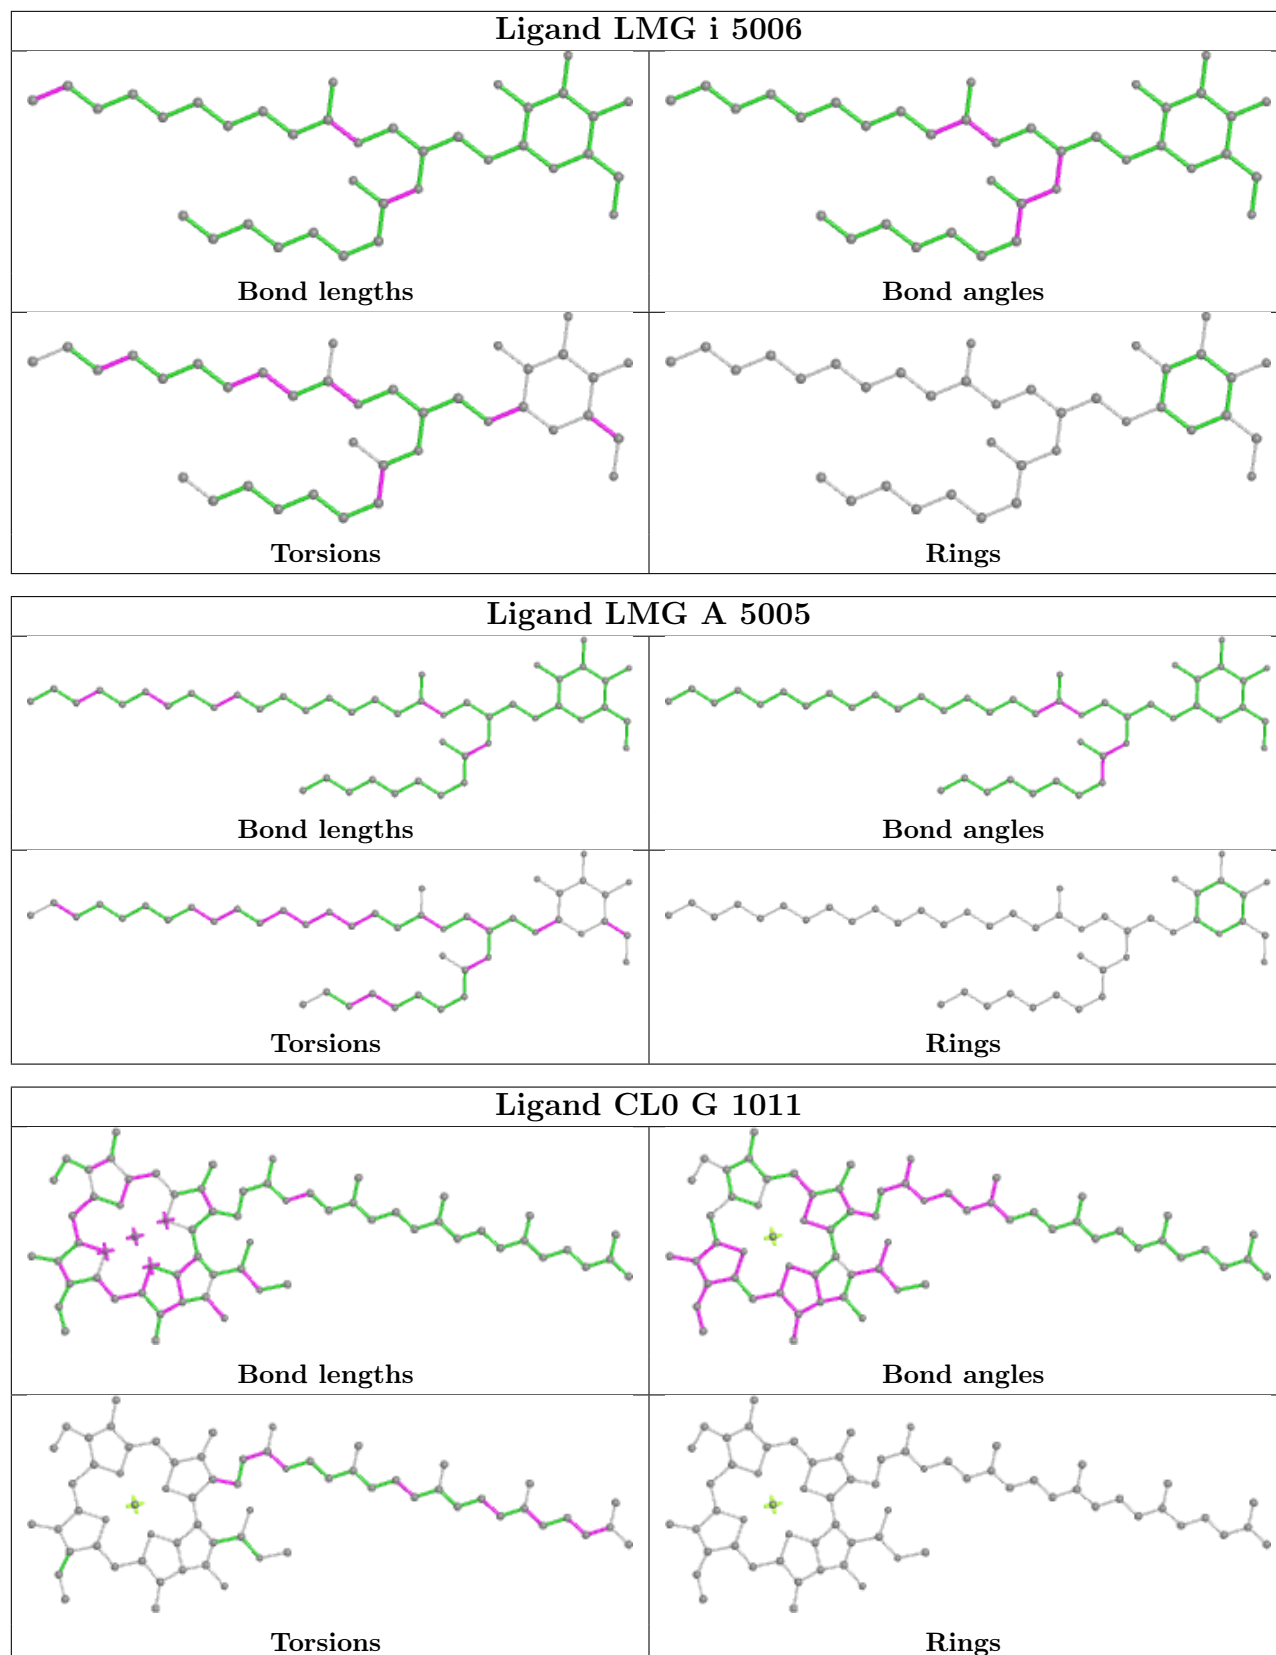 Ligand LMG i 5006
Bond lengths
Bond angles
Torsions
Rings
Ligand LMG A 5005
Bond lengths
Bond angles
Torsions
Rings
Ligand CL0 G 1011
Bond lengths
Bond angles
Torsions
Rings